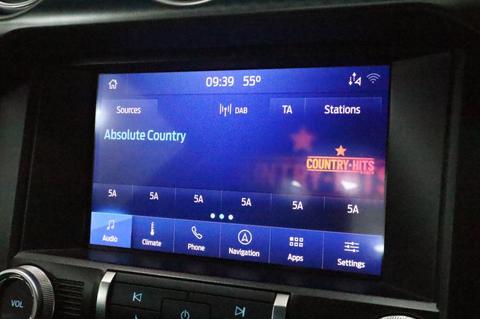 09:39 55°
Sources DAB TA Stations
Absolute Country
COUNTRY HITS
5A 5A 5A 5A 5A 5A
Audio Climate Phone Navigation Apps Settings
VOL